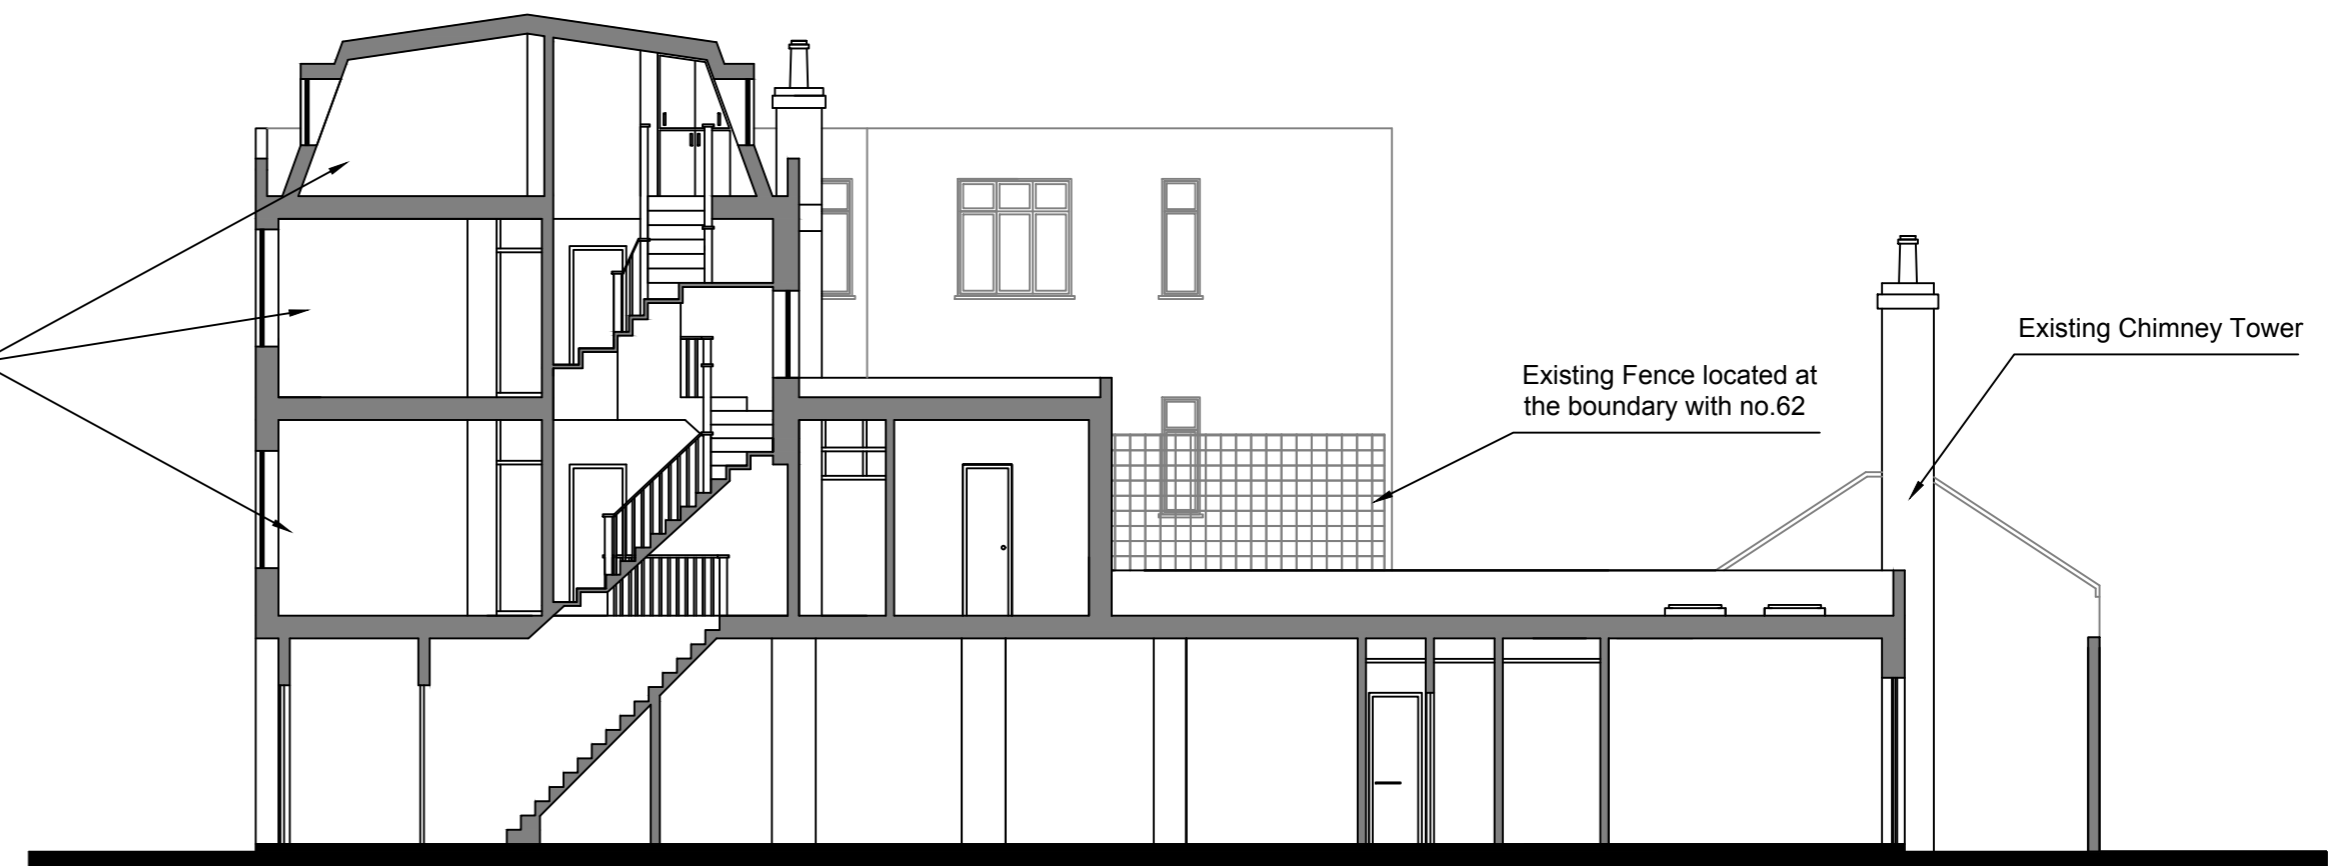 Existing Chimney Tower
Existing Fence located at
the boundary with no.62